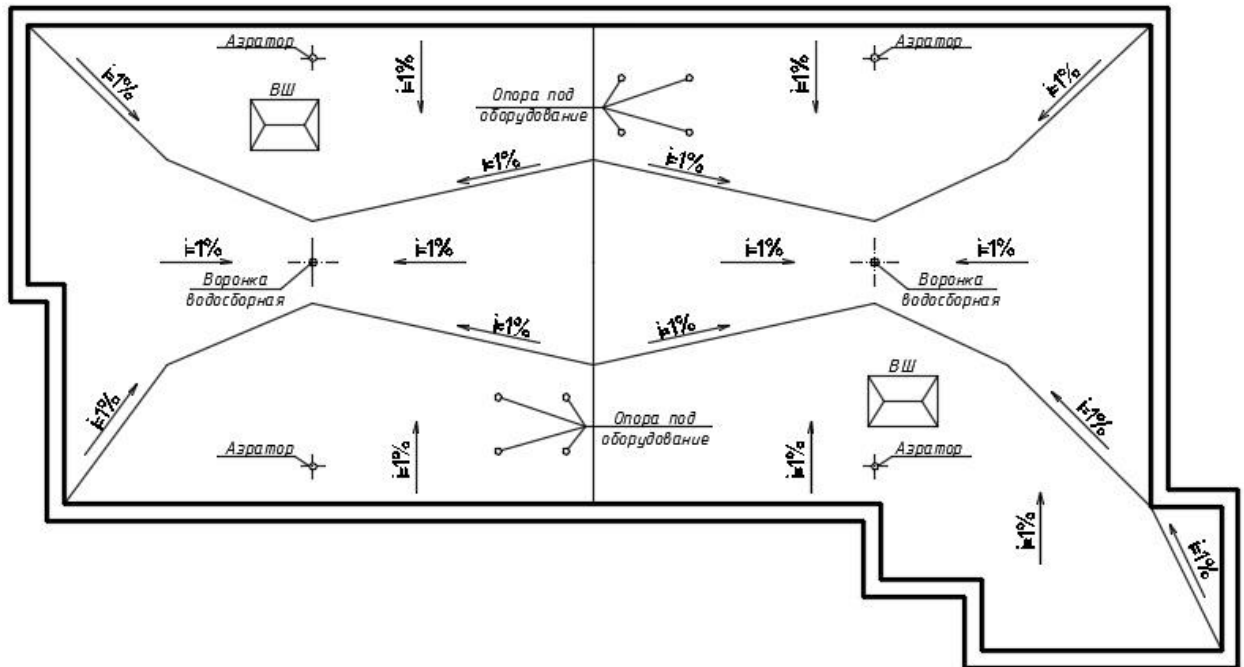 Аэратор
i=1%
i=1%
i=1%
Аэратор
i=1%
ВШ
Опора под
оборудование
i=1%
i=1%
i=1%
i=1%
i=1%
i=1%
Воронка
водосборная
Воронка
водосборная
i=1%
i=1%
ВШ
i=1%
i=1%
Опора под
оборудование
Аэратор
i=1%
i=1%
Аэратор
i=1%
i=1%